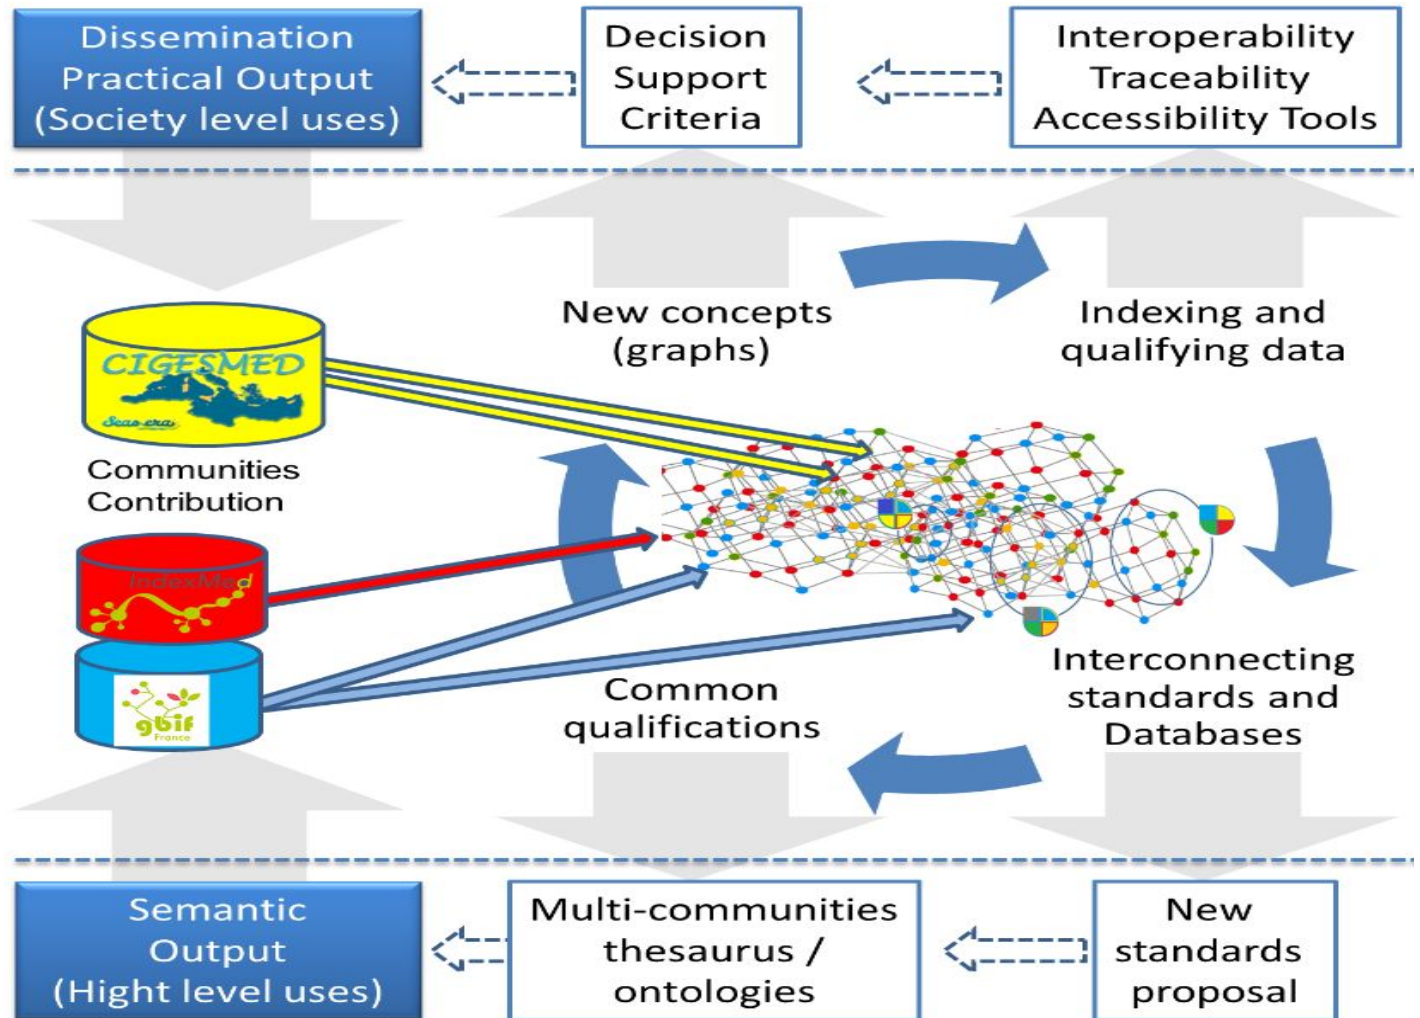 Dissemination
Practical Output
(Society level uses)
Decision
Support
Criteria
Interoperability
Traceability
Accessibility Tools
New concepts
(graphs)
Indexing and
qualifying data
CIGESMED
Seas-era
Communities
Contribution
IndexMed
gbif
France
Common
qualifications
Interconnecting
standards and
Databases
Semantic
Output
(Hight level uses)
Multi-communities
thesaurus /
ontologies
New
standards
proposal